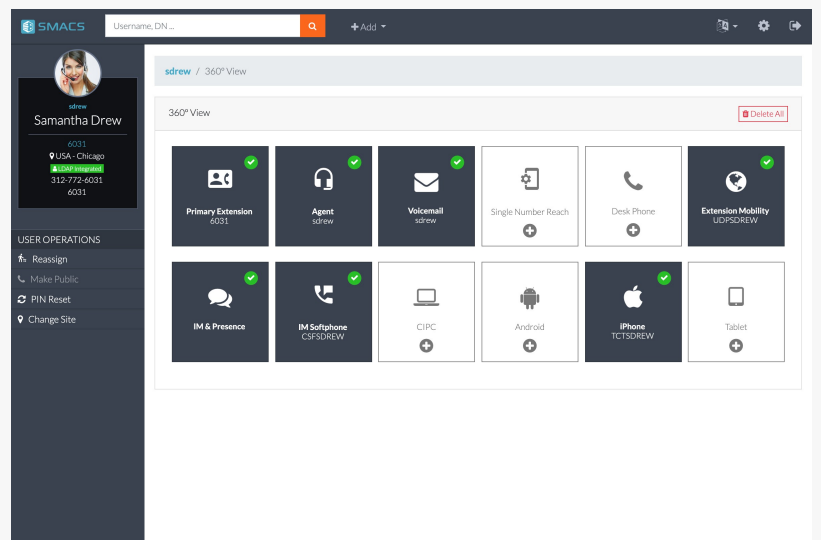 SMACS
Username, DN ...
Add
sdrew / 360° View
sdrew
Samantha Drew
6031
USA - Chicago
LDAP Integrated
312-772-6031
6031
USER OPERATIONS
Reassign
Make Public
PIN Reset
Change Site
360° View
Delete All
Primary Extension
6031
Agent
sdrew
Voicemail
sdrew
Single Number Reach
Desk Phone
Extension Mobility
UDPSDREW
IM & Presence
IM Softphone
CSFSDREW
CIPC
Android
iPhone
TCTSDREW
Tablet